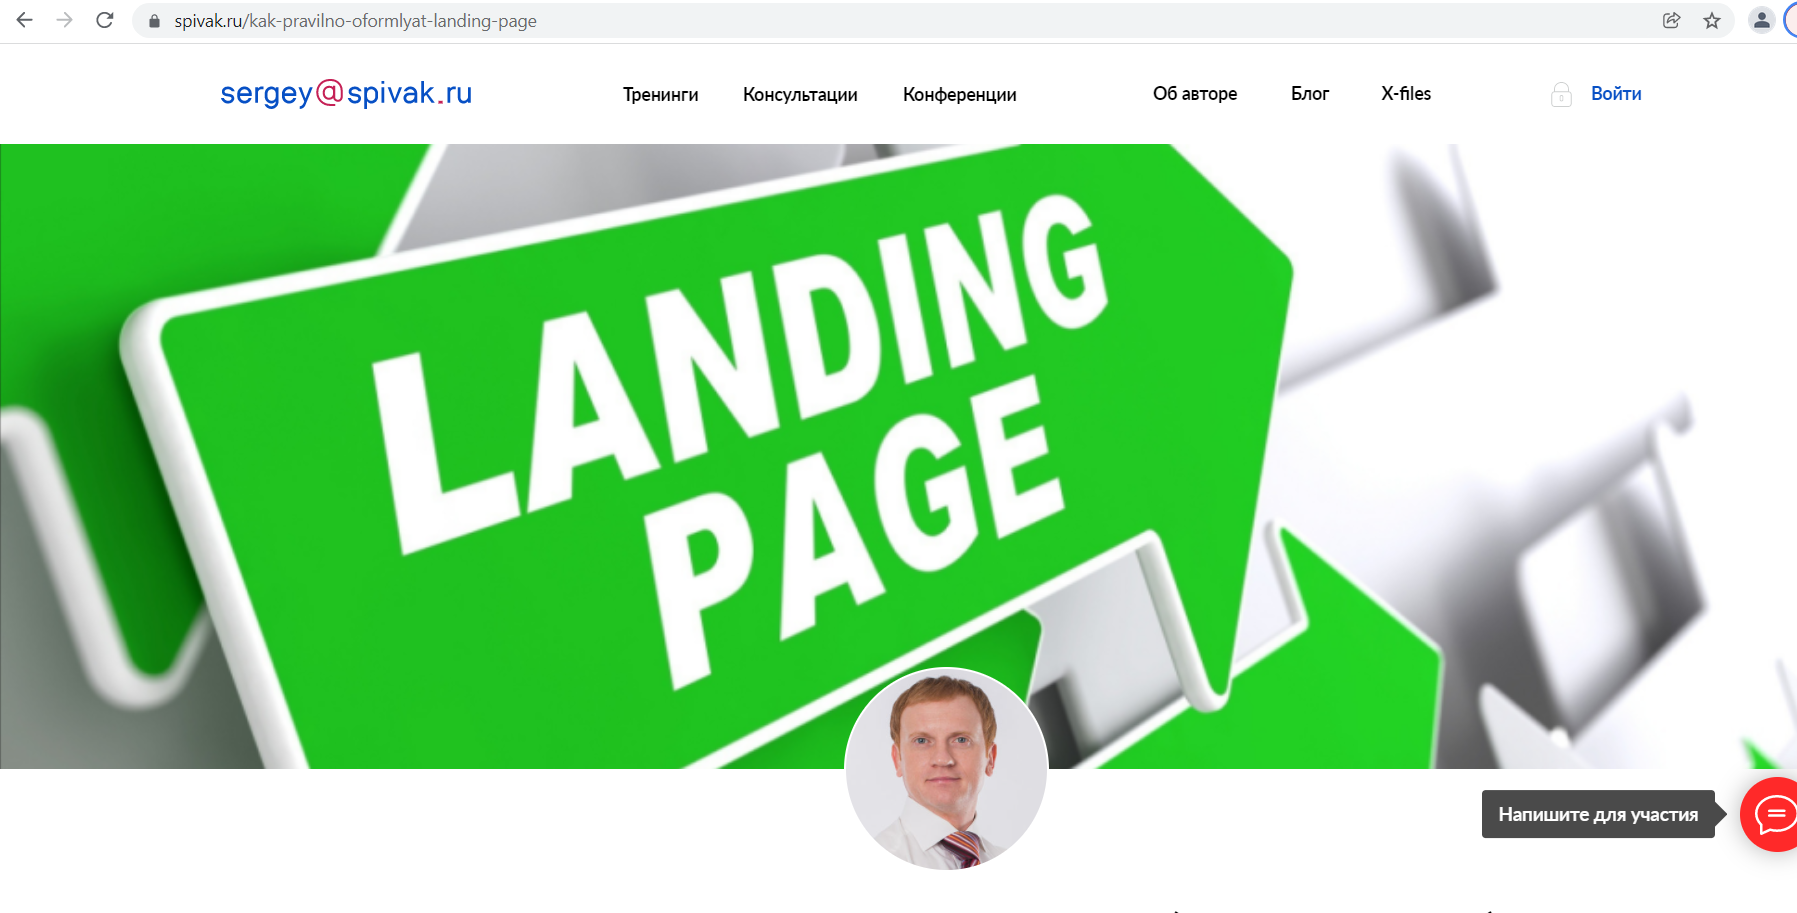 spivak.ru/kak-pravilno-oformlyat-landing-page
sergey@spivak.ru
Тренинги
Консультации
Конференции
Об авторе
Блог
X-files
0
Войти
LANDING
PAGE
Напишите для участия